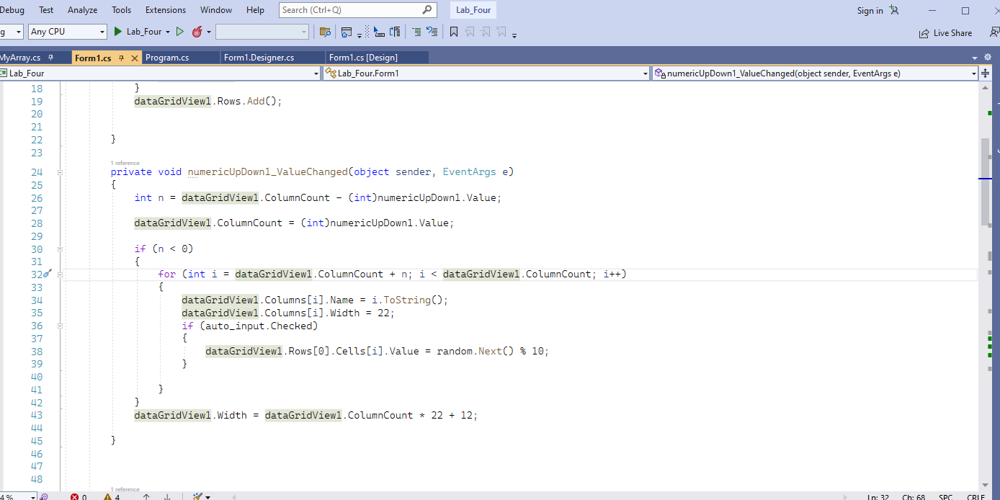 Debug Test Analyze Tools Extensions Window Help Search (Ctrl+Q) Lab_Four Sign in
g Any CPU Lab_Four Live Share
MyArray.cs Form1.cs Program.cs Form1.Designer.cs Form1.cs [Design]
C# Lab_Four Lab_Four.Form1 numericUpDown1_ValueChanged(object sender, EventArgs e)
18 }
19 dataGridView1.Rows.Add();
20
21
22 }
23
1 reference
24 private void numericUpDown1_ValueChanged(object sender, EventArgs e)
25 {
26 int n = dataGridView1.ColumnCount - (int)numericUpDown1.Value;
27
28 dataGridView1.ColumnCount = (int)numericUpDown1.Value;
29
30 if (n < 0)
31 {
32 for (int i = dataGridView1.ColumnCount + n; i < dataGridView1.ColumnCount; i++)
33 {
34 dataGridView1.Columns[i].Name = i.ToString();
35 dataGridView1.Columns[i].Width = 22;
36 if (auto_input.Checked)
37 {
38 dataGridView1.Rows[0].Cells[i].Value = random.Next() % 10;
39 }
40
41 }
42 }
43 dataGridView1.Width = dataGridView1.ColumnCount * 22 + 12;
44
45 }
46
47
48
1 reference
4 % 0 4 Ln: 32 Ch: 68 SPC CRLF